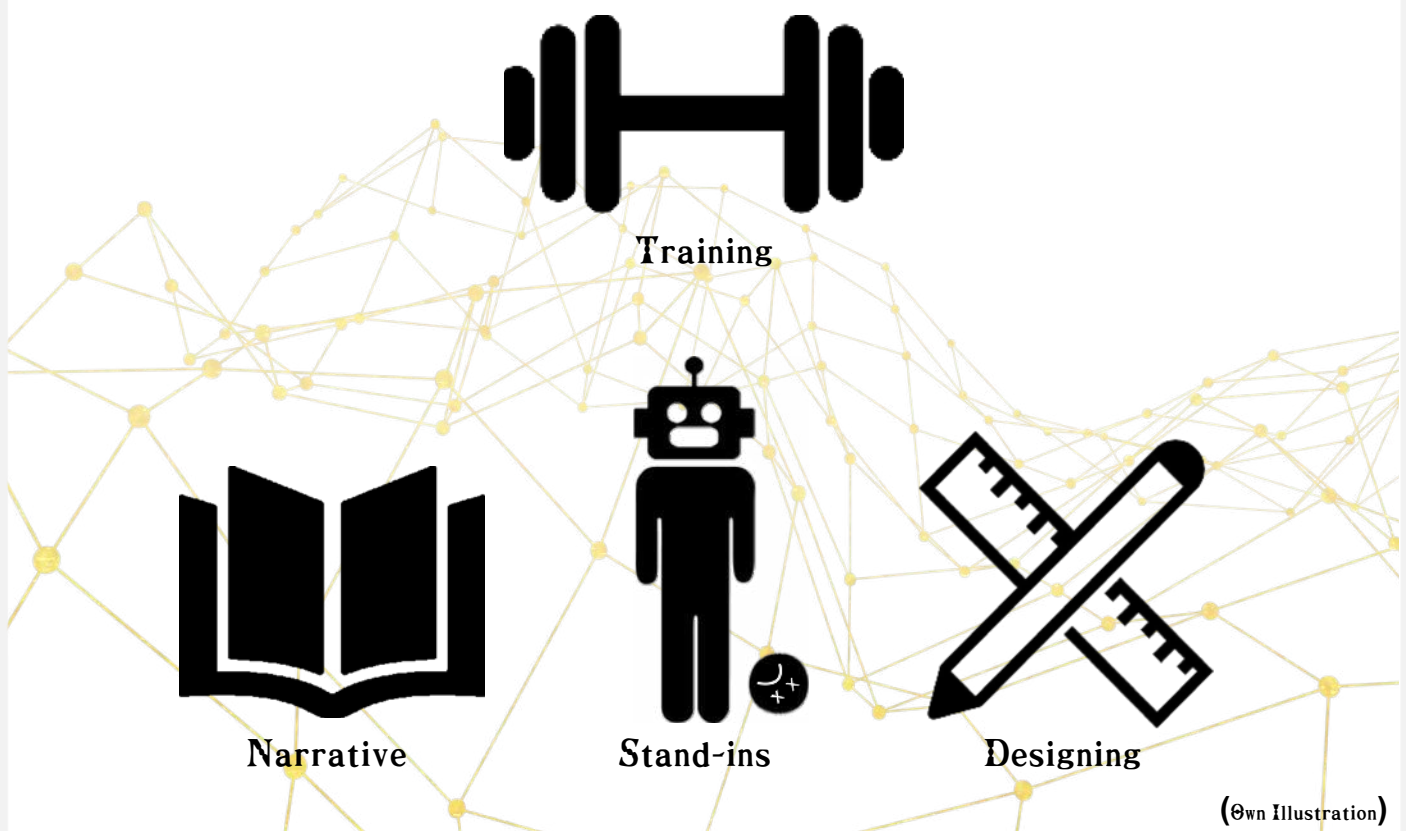 Training
Narrative
Stand-ins
Designing
(Own Illustration)